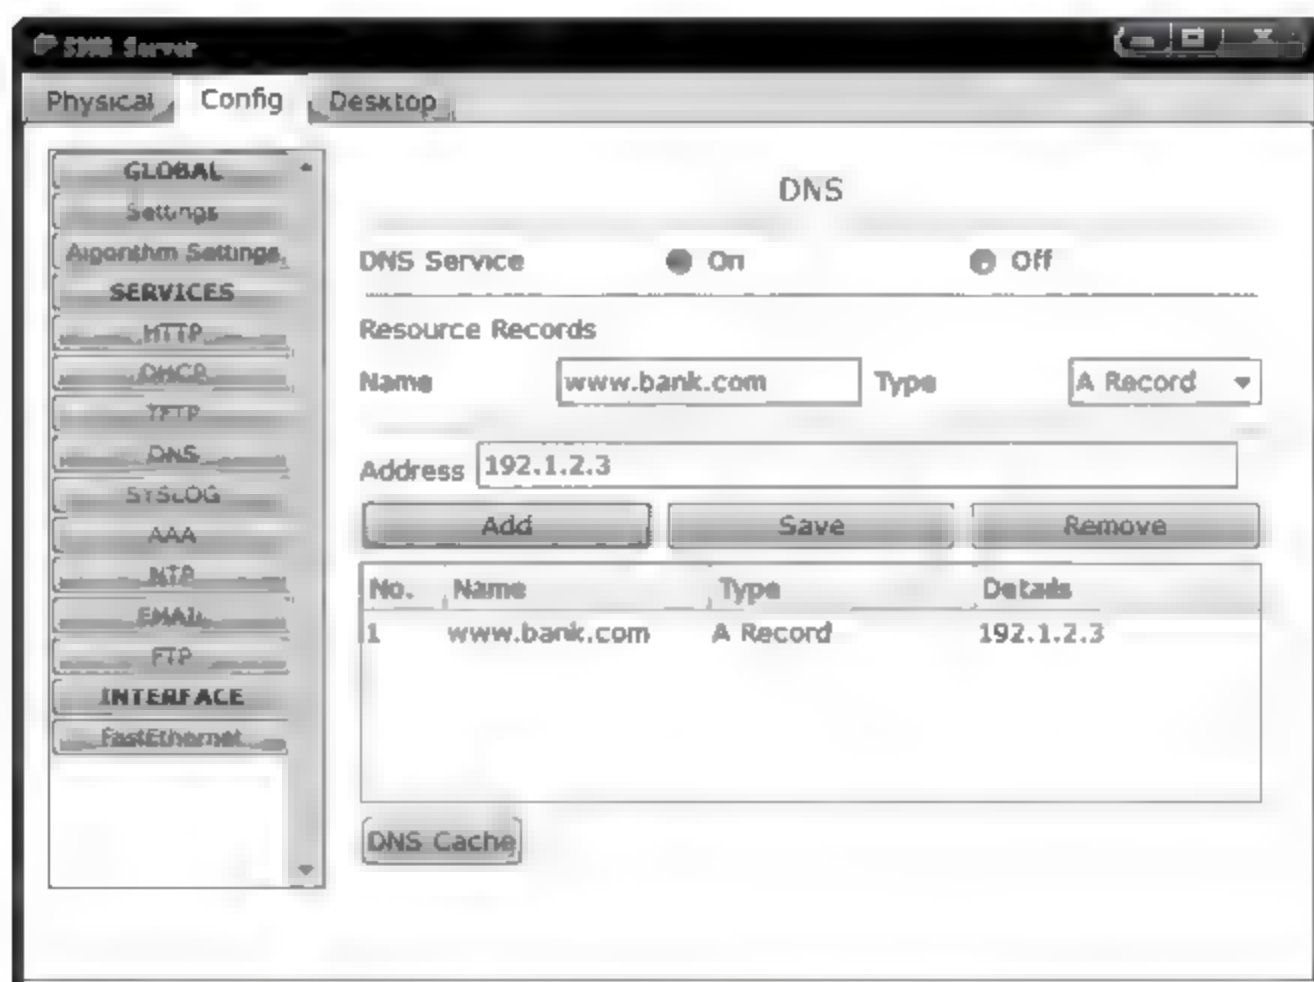 Server
Physical Config Desktop
GLOBAL
Settings
Algorithm Settings
SERVICES
HTTP
DHCP
TFTP
DNS
SYSLOG
AAA
NTP
EMAIL
FTP
INTERFACE
FastEthernet
DNS
DNS Service On Off
Resource Records
Name www.bank.com Type A Record
Address 192.1.2.3
Add Save Remove
No. Name Type Details
1 www.bank.com A Record 192.1.2.3
DNS Cache